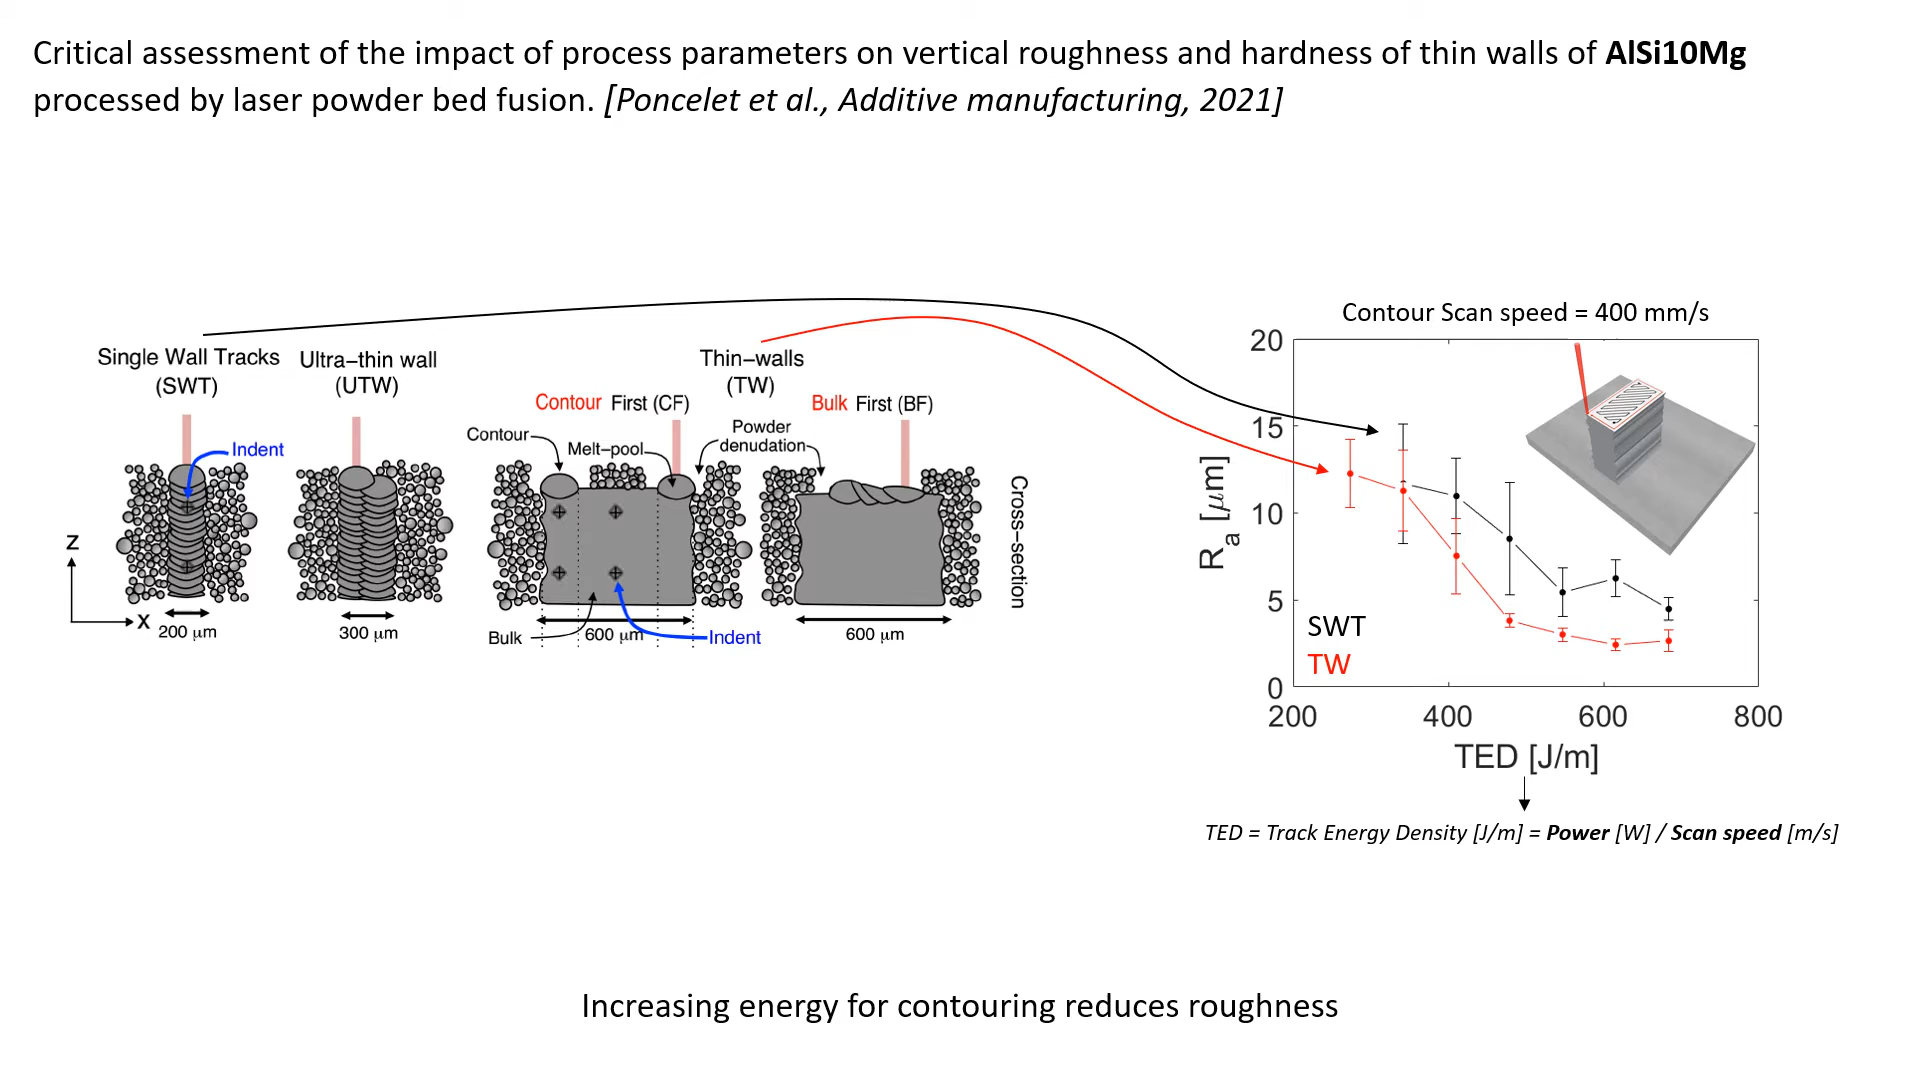 Critical assessment of the impact of process parameters on vertical roughness and hardness of thin walls of AlSi10Mg
processed by laser powder bed fusion. [Poncelet et al., Additive manufacturing, 2021]
Single Wall Tracks
(SWT)
Ultra−thin wall
(UTW)
Thin−walls
(TW)
Contour First (CF)
Bulk First (BF)
Indent
Contour
Melt−pool
Powder
denudation
Cross−section
Z
X
200 μm
300 μm
Bulk
600 μm
Indent
600 μm
Contour Scan speed = 400 mm/s
20
15
10
5
0
Ra [μm]
SWT
TW
200
400
600
800
TED [J/m]
TED = Track Energy Density [J/m] = Power [W] / Scan speed [m/s]
Increasing energy for contouring reduces roughness